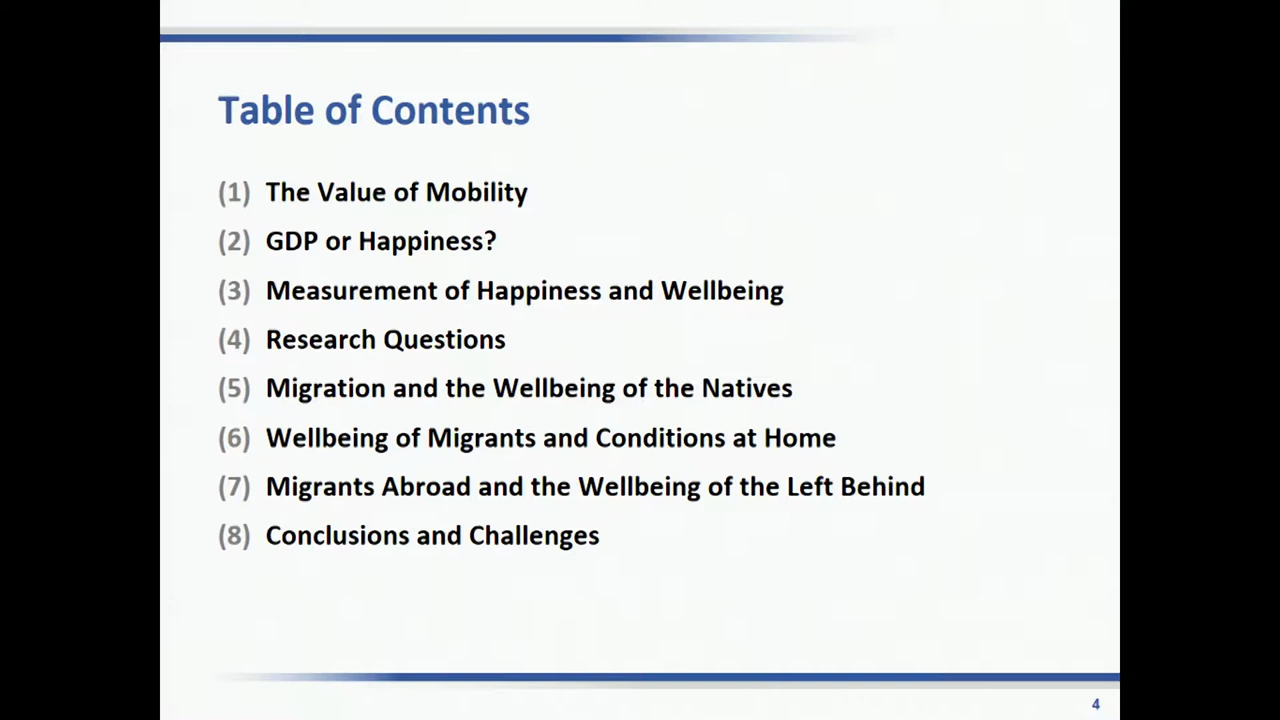 Table of Contents
(1) The Value of Mobility
(2) GDP or Happiness?
(3) Measurement of Happiness and Wellbeing
(4) Research Questions
(5) Migration and the Wellbeing of the Natives
(6) Wellbeing of Migrants and Conditions at Home
(7) Migrants Abroad and the Wellbeing of the Left Behind
(8) Conclusions and Challenges
4